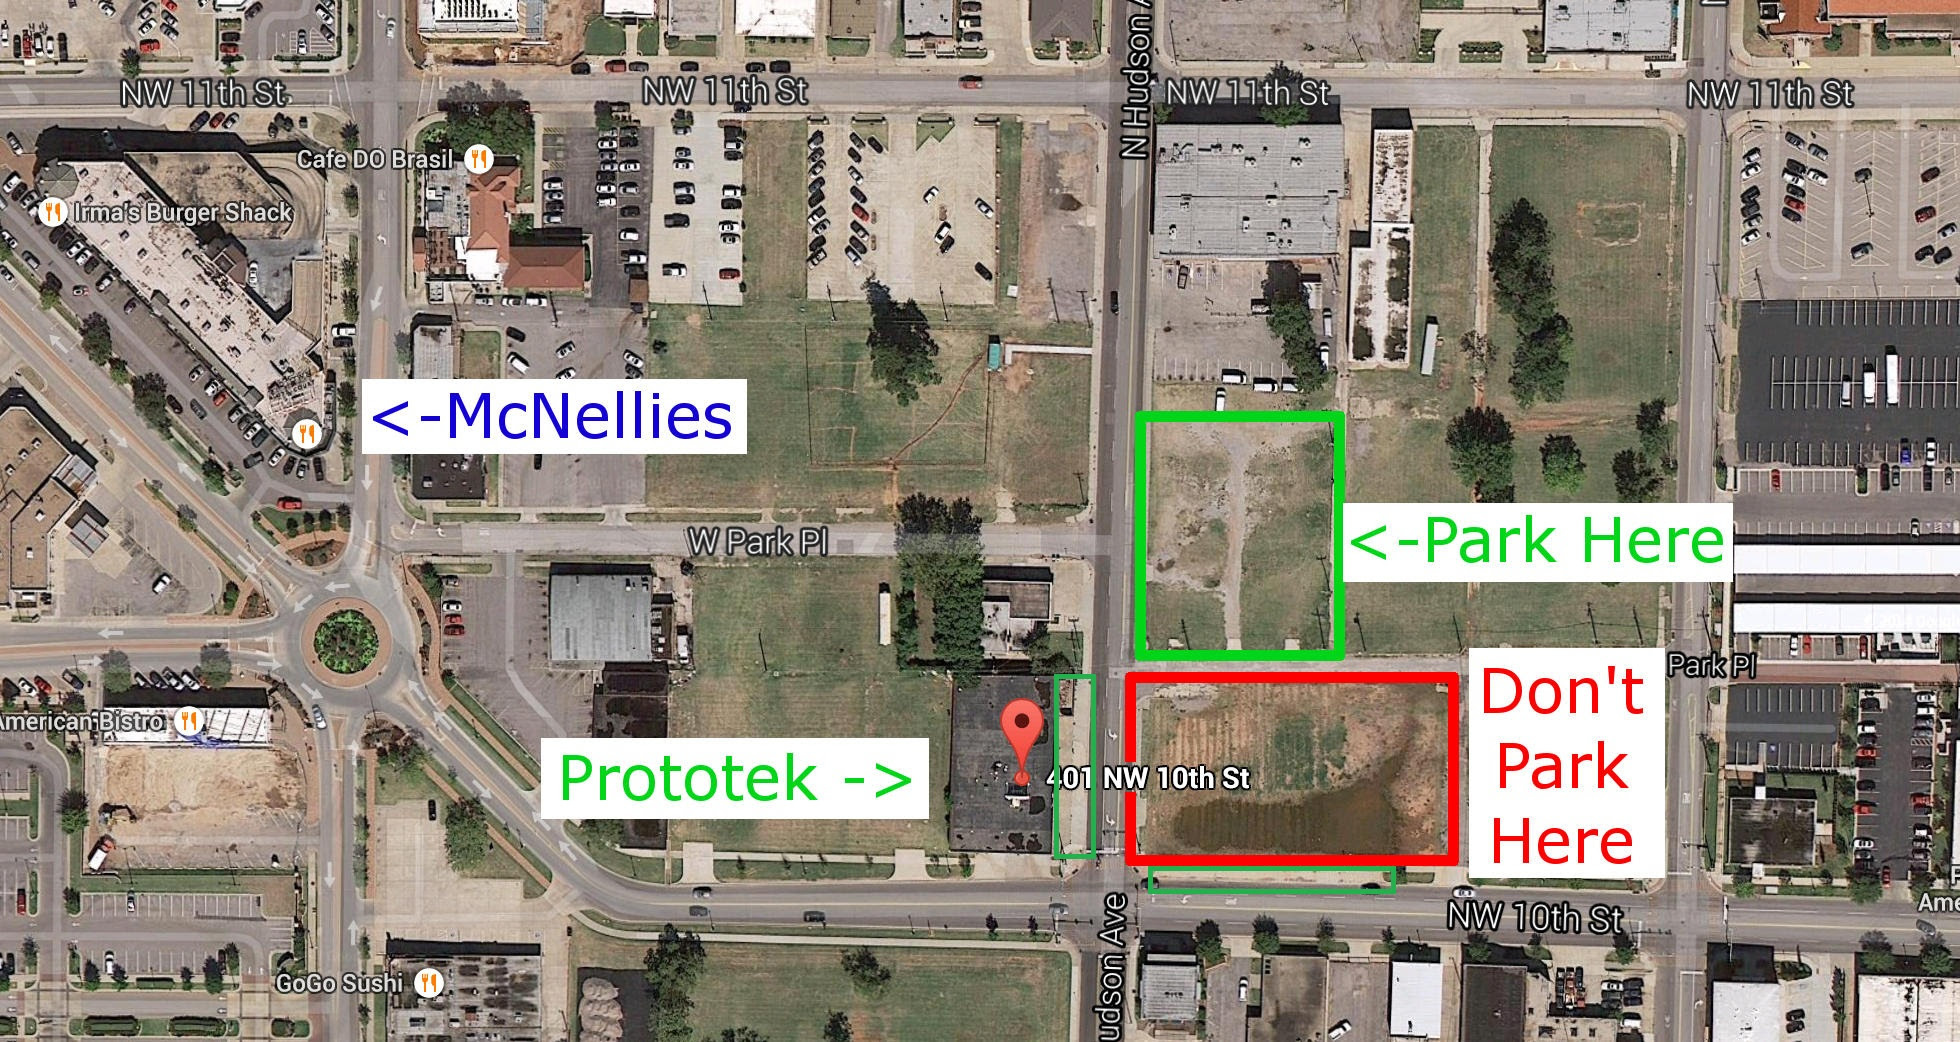 NW 11th St
NW 11th St
N Hudson A
NW 11th St
NW 11th St
Cafe DO Brasil
Irma's Burger Shack
<-McNellies
W Park Pl
<-Park Here
Park Pl
American Bistro
Prototek ->
401 NW 10th St
Don't
Park
Here
udson Ave
NW 10th St
Ame
GoGo Sushi